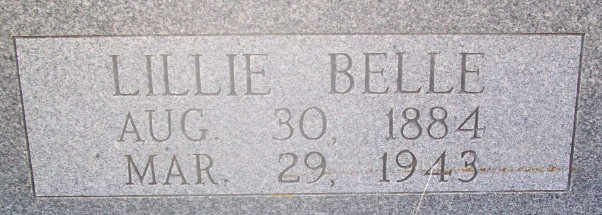 LILLIE BELLE
AUG. 30, 1884
MAR. 29, 1943